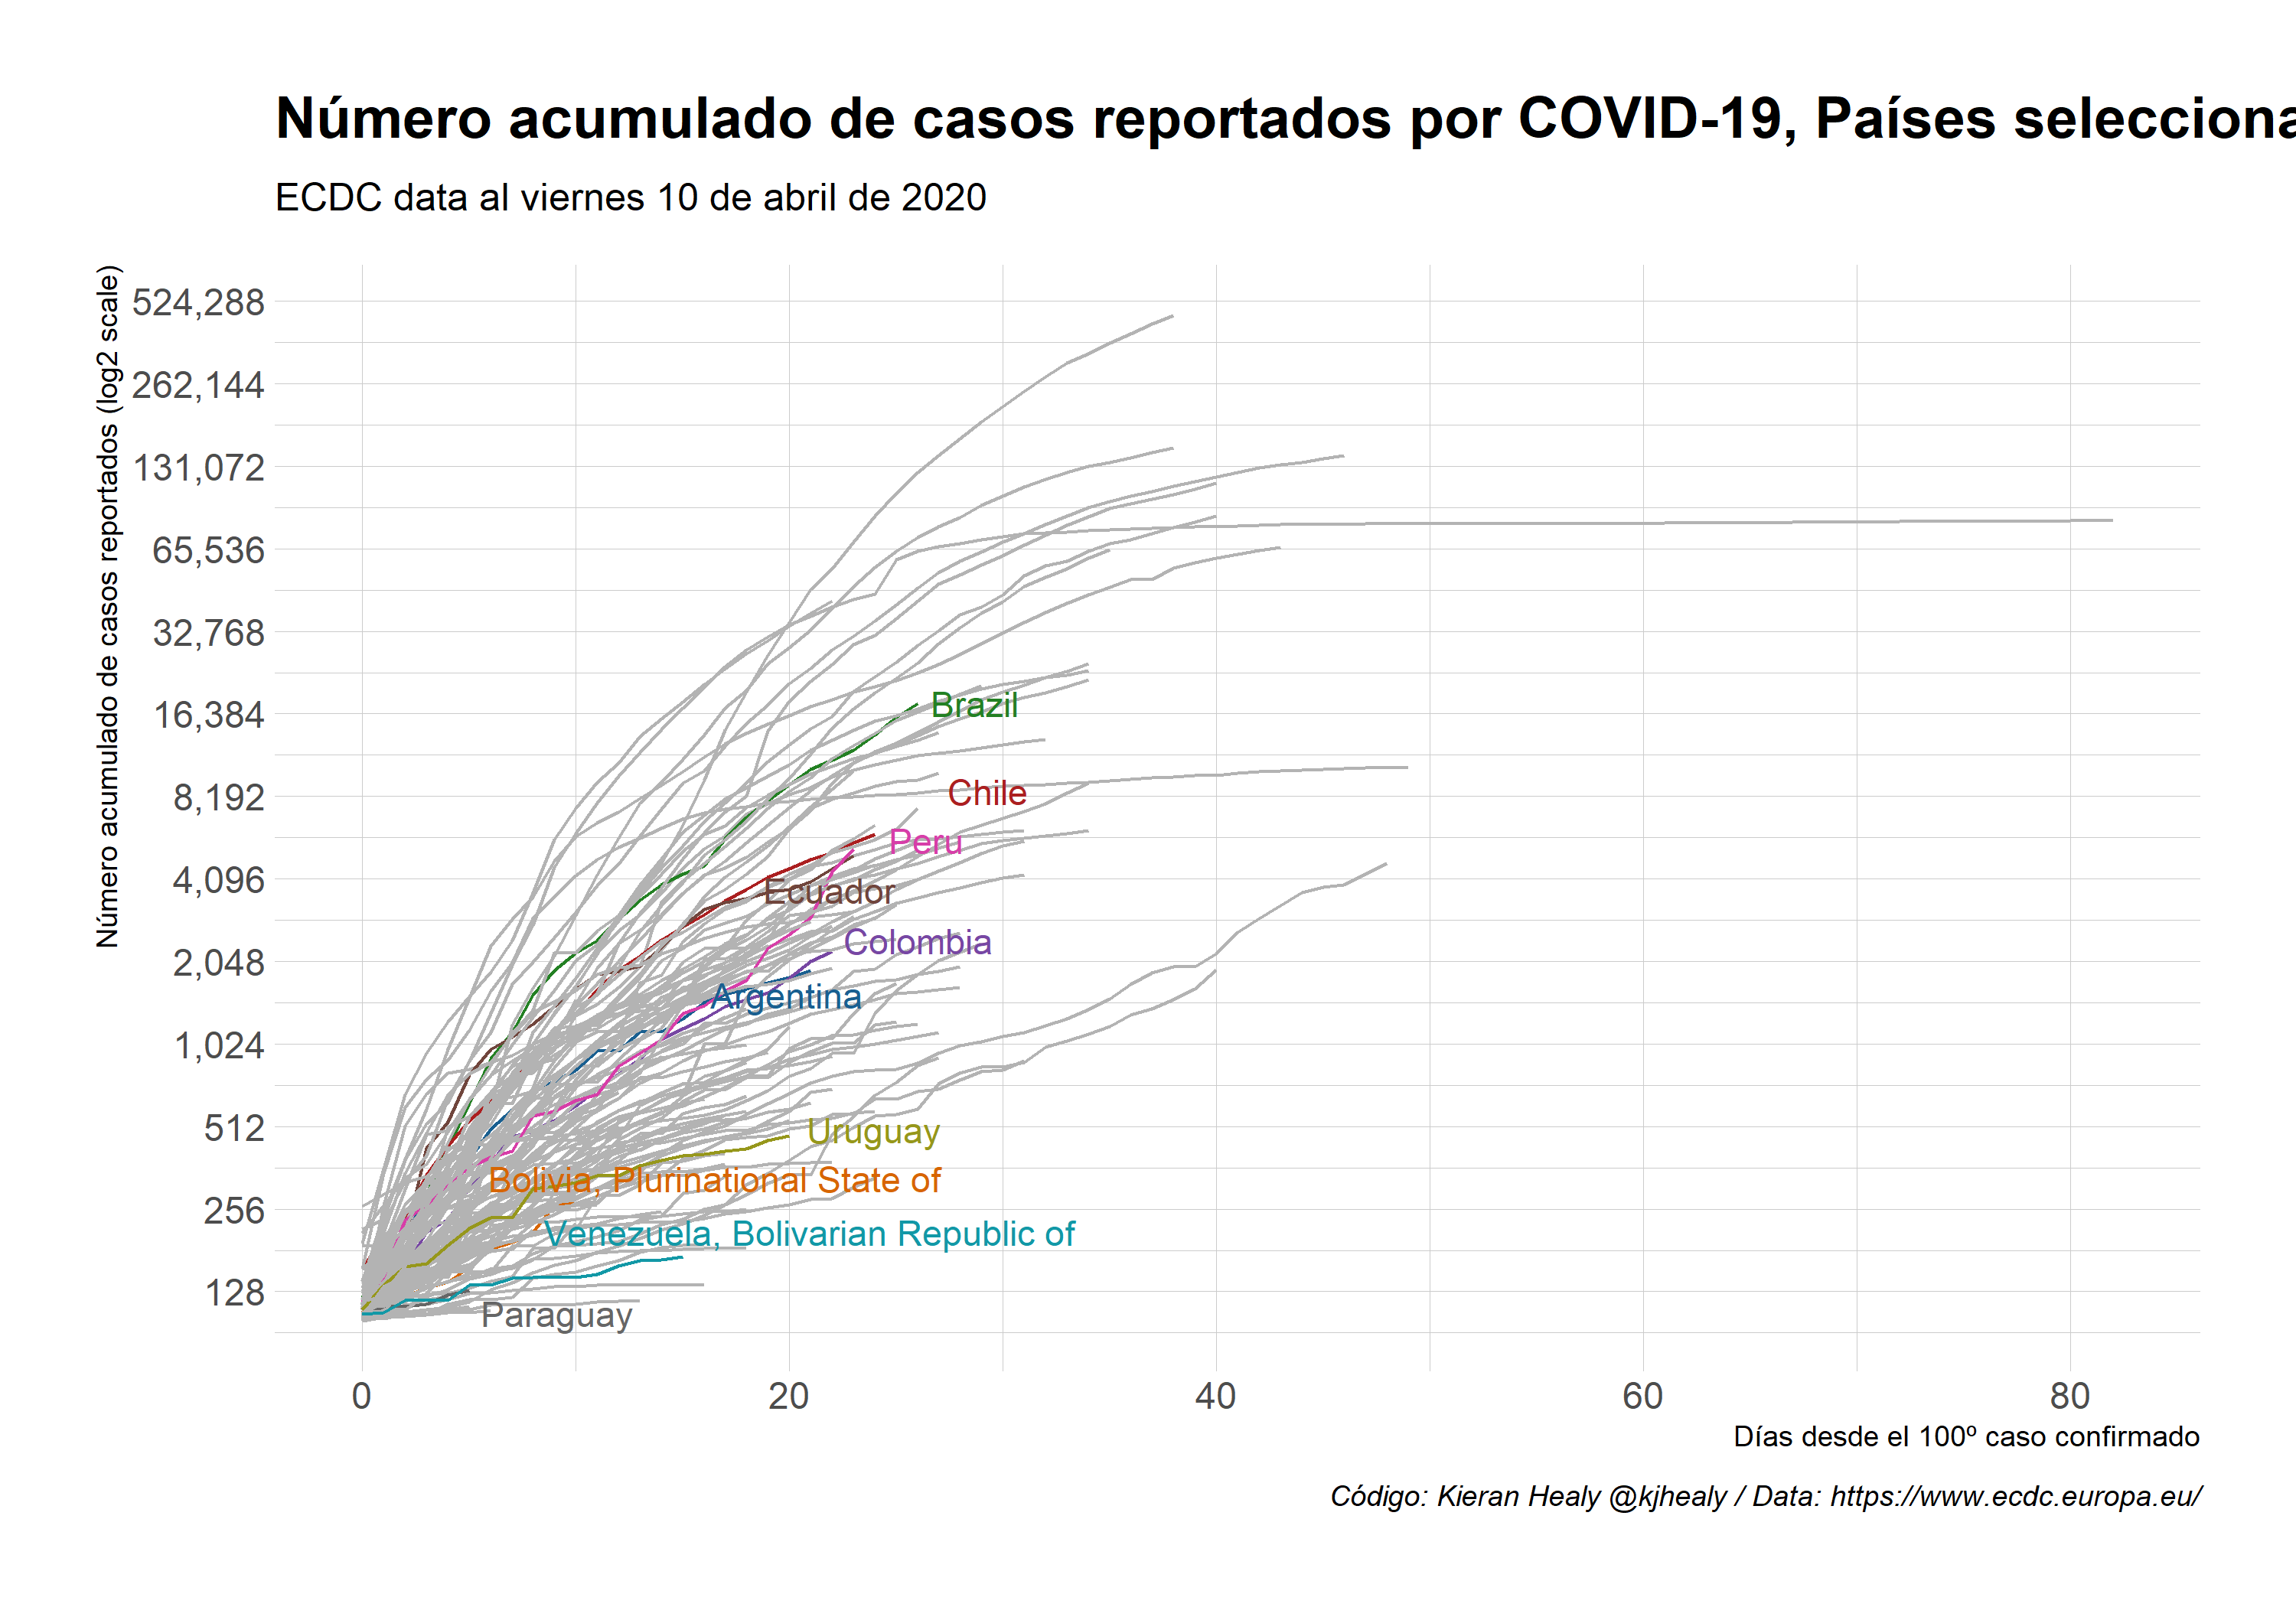 Número acumulado de casos reportados por COVID-19, Países selecciona
ECDC data al viernes 10 de abril de 2020
Número acumulado de casos reportados (log2 scale)
524,288
262,144
131,072
65,536
32,768
16,384
8,192
4,096
2,048
1,024
512
256
128
Brazil
Chile
Peru
Ecuador
Colombia
Argentina
Uruguay
Bolivia, Plurinational State of
Venezuela, Bolivarian Republic of
Paraguay
0 20 40 60 80
Días desde el 100º caso confirmado
Código: Kieran Healy @kjhealy / Data: https://www.ecdc.europa.eu/